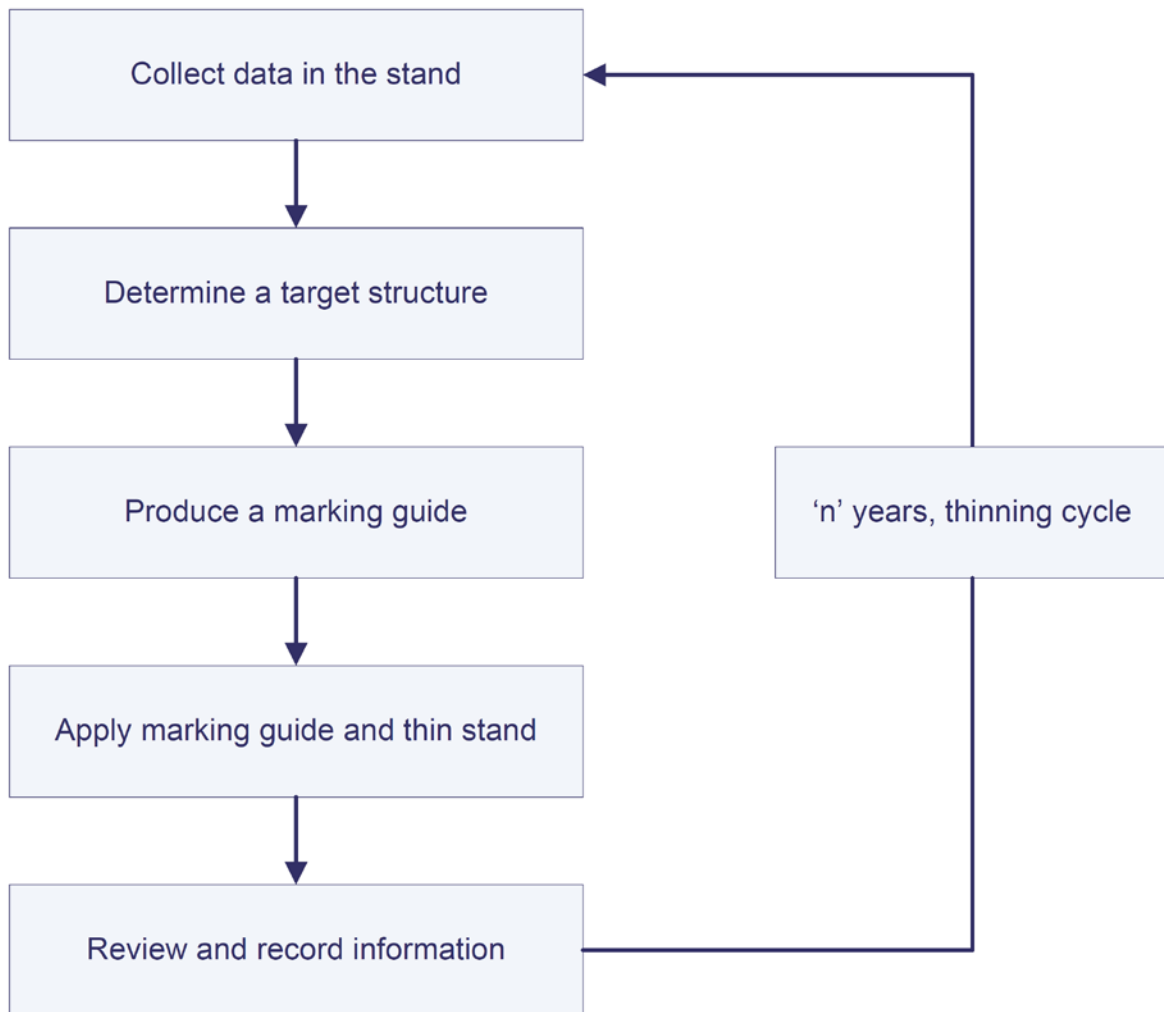 Collect data in the stand
Determine a target structure
Produce a marking guide
‘n’ years, thinning cycle
Apply marking guide and thin stand
Review and record information